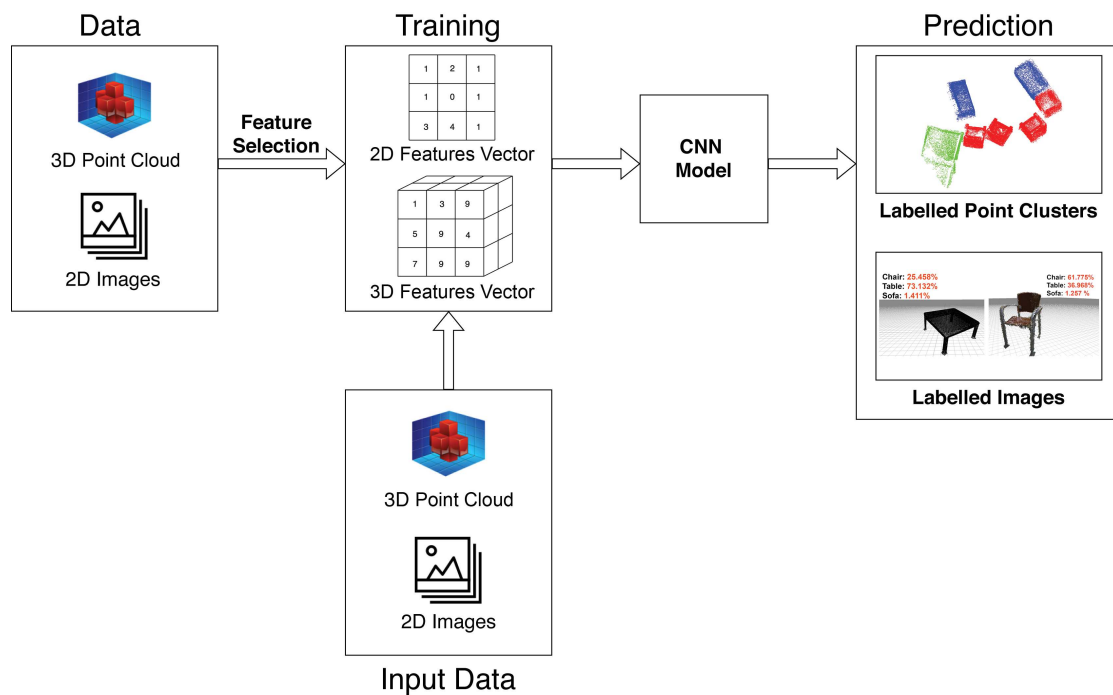 Data
3D Point Cloud
2D Images
Feature
Selection
Training
1 2 1
1 0 1
3 4 1
2D Features Vector
1 3 9
5 9 4
7 9 9
3D Features Vector
3D Point Cloud
2D Images
Input Data
CNN
Model
Prediction
Labelled Point Clusters
Chair: 25.458%
Table: 73.132%
Sofa: 1.411%
Chair: 61.775%
Table: 36.968%
Sofa: 1.257 %
Labelled Images